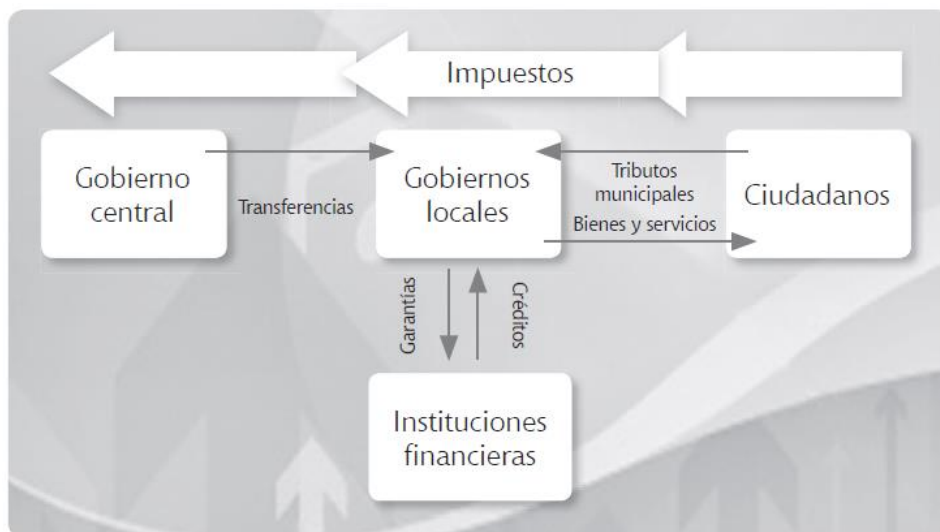 Impuestos
Gobierno
central
Transferencias
Gobiernos
locales
Tributos
municipales
Bienes y servicios
Ciudadanos
Garantías
Créditos
Instituciones
financieras